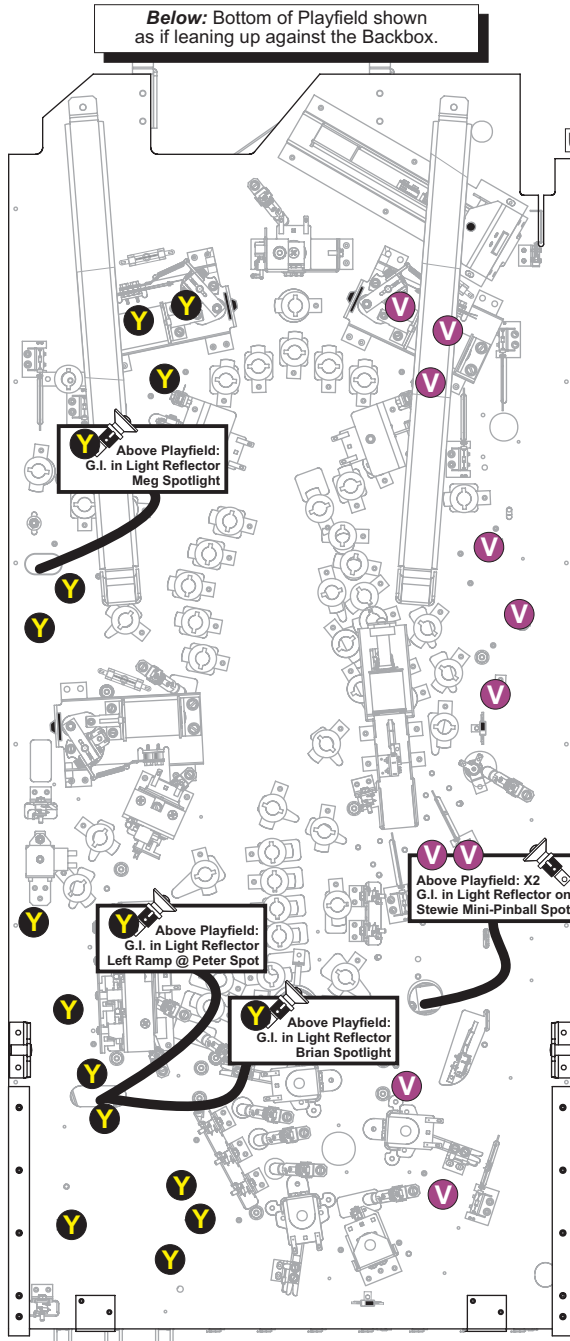 Below: Bottom of Playfield shown
as if leaning up against the Backbox.
Y
Y
V
V
Y
V
Y
Above Playfield:
G.I. in Light Reflector
Meg Spotlight
V
Y
V
Y
V
V V
Above Playfield: X2
G.I. in Light Reflector on
Stewie Mini-Pinball Spot
Y
Y
Above Playfield:
G.I. in Light Reflector
Left Ramp @ Peter Spot
Y
Y
Above Playfield:
G.I. in Light Reflector
Brian Spotlight
Y
V
Y
Y
V
Y
Y
Y